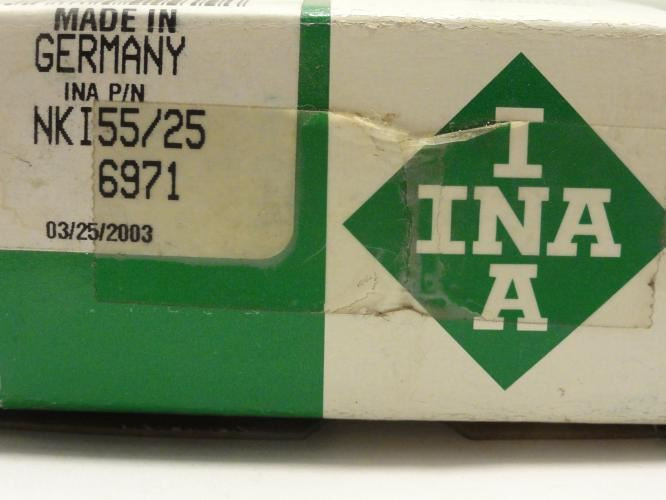 MADE IN
GERMANY
INA P/N
NKI55/25
6971
03/25/2003
I
INA
A